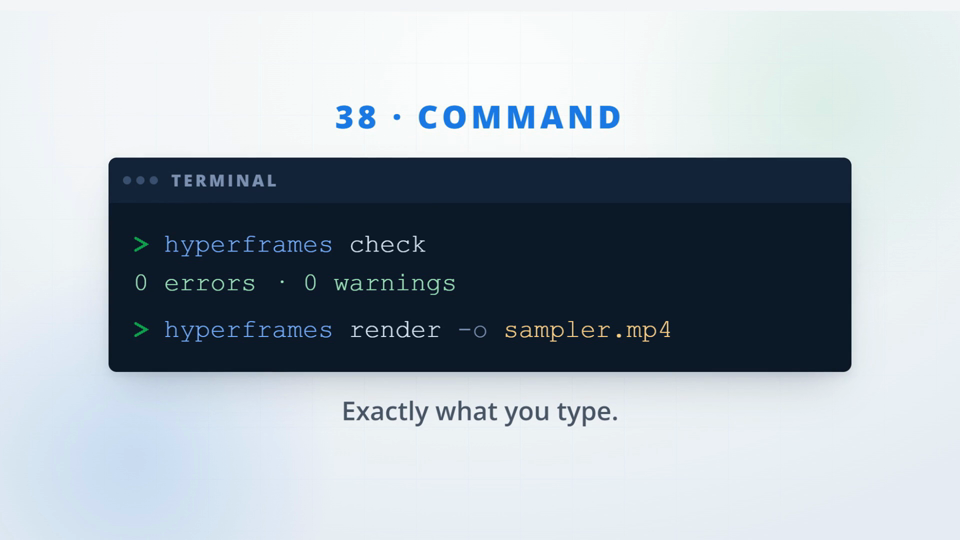 38 · COMMAND
TERMINAL
> hyperframes check
0 errors · 0 warnings
> hyperframes render -o sampler.mp4
Exactly what you type.